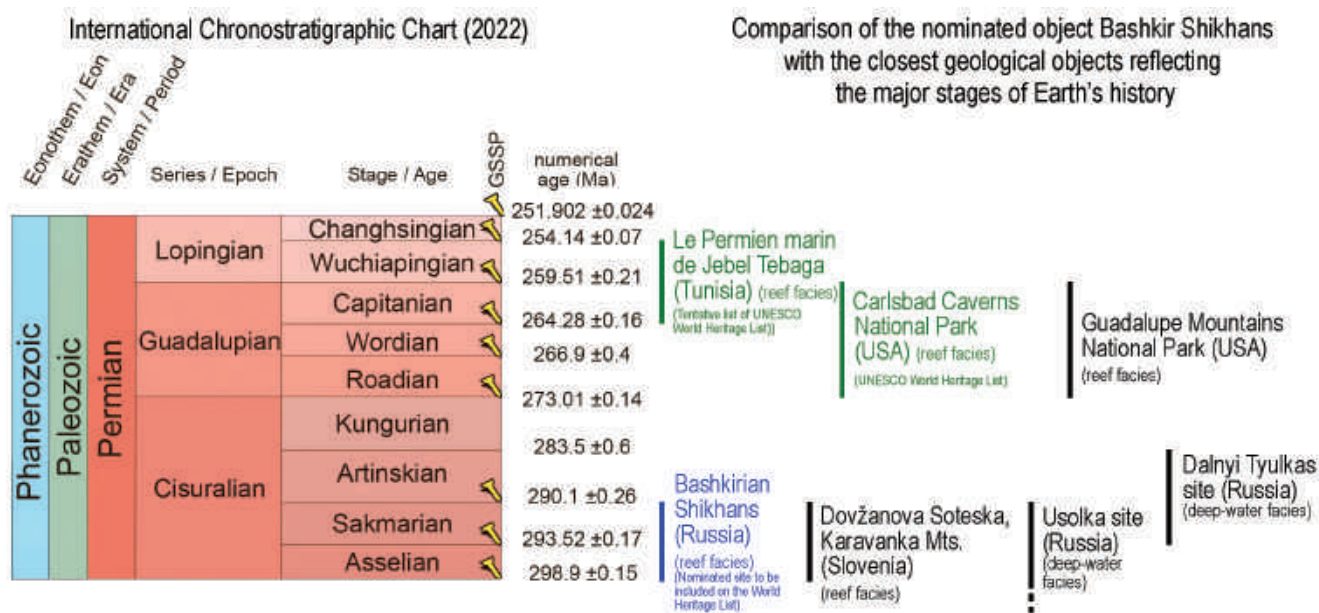 International Chronostratigraphic Chart (2022)
Comparison of the nominated object Bashkir Shikhans
with the closest geological objects reflecting
the major stages of Earth's history
Eonothem / Eon
Erathem / Era
System / Period
Series / Epoch
Stage / Age
GSSP
numerical
age (Ma)
Phanerozoic
Paleozoic
Permian
Lopingian
Guadalupian
Cisuralian
Changhsingian
Wuchiapingian
Capitanian
Wordian
Roadian
Kungurian
Artinskian
Sakmarian
Asselian
251.902 ±0.024
254.14 ±0.07
259.51 ±0.21
264.28 ±0.16
266.9 ±0.4
273.01 ±0.14
283.5 ±0.6
290.1 ±0.26
293.52 ±0.17
298.9 ±0.15
Le Permien marin
de Jebel Tebaga
(Tunisia) (reef facies)
(Tentative list of UNESCO
World Heritage List))
Carlsbad Caverns
National Park
(USA) (reef facies)
(UNESCO World Heritage List)
Guadalupe Mountains
National Park (USA)
(reef facies)
Bashkirian
Shikhans
(Russia)
(reef facies)
(Nominated site to be
included on the World
Heritage List)
Dovžanova Soteska,
Karavanka Mts.
(Slovenia)
(reef facies)
Usolka site
(Russia)
(deep-water
facies)
Dalnyi Tyulkas
site (Russia)
(deep-water facies)